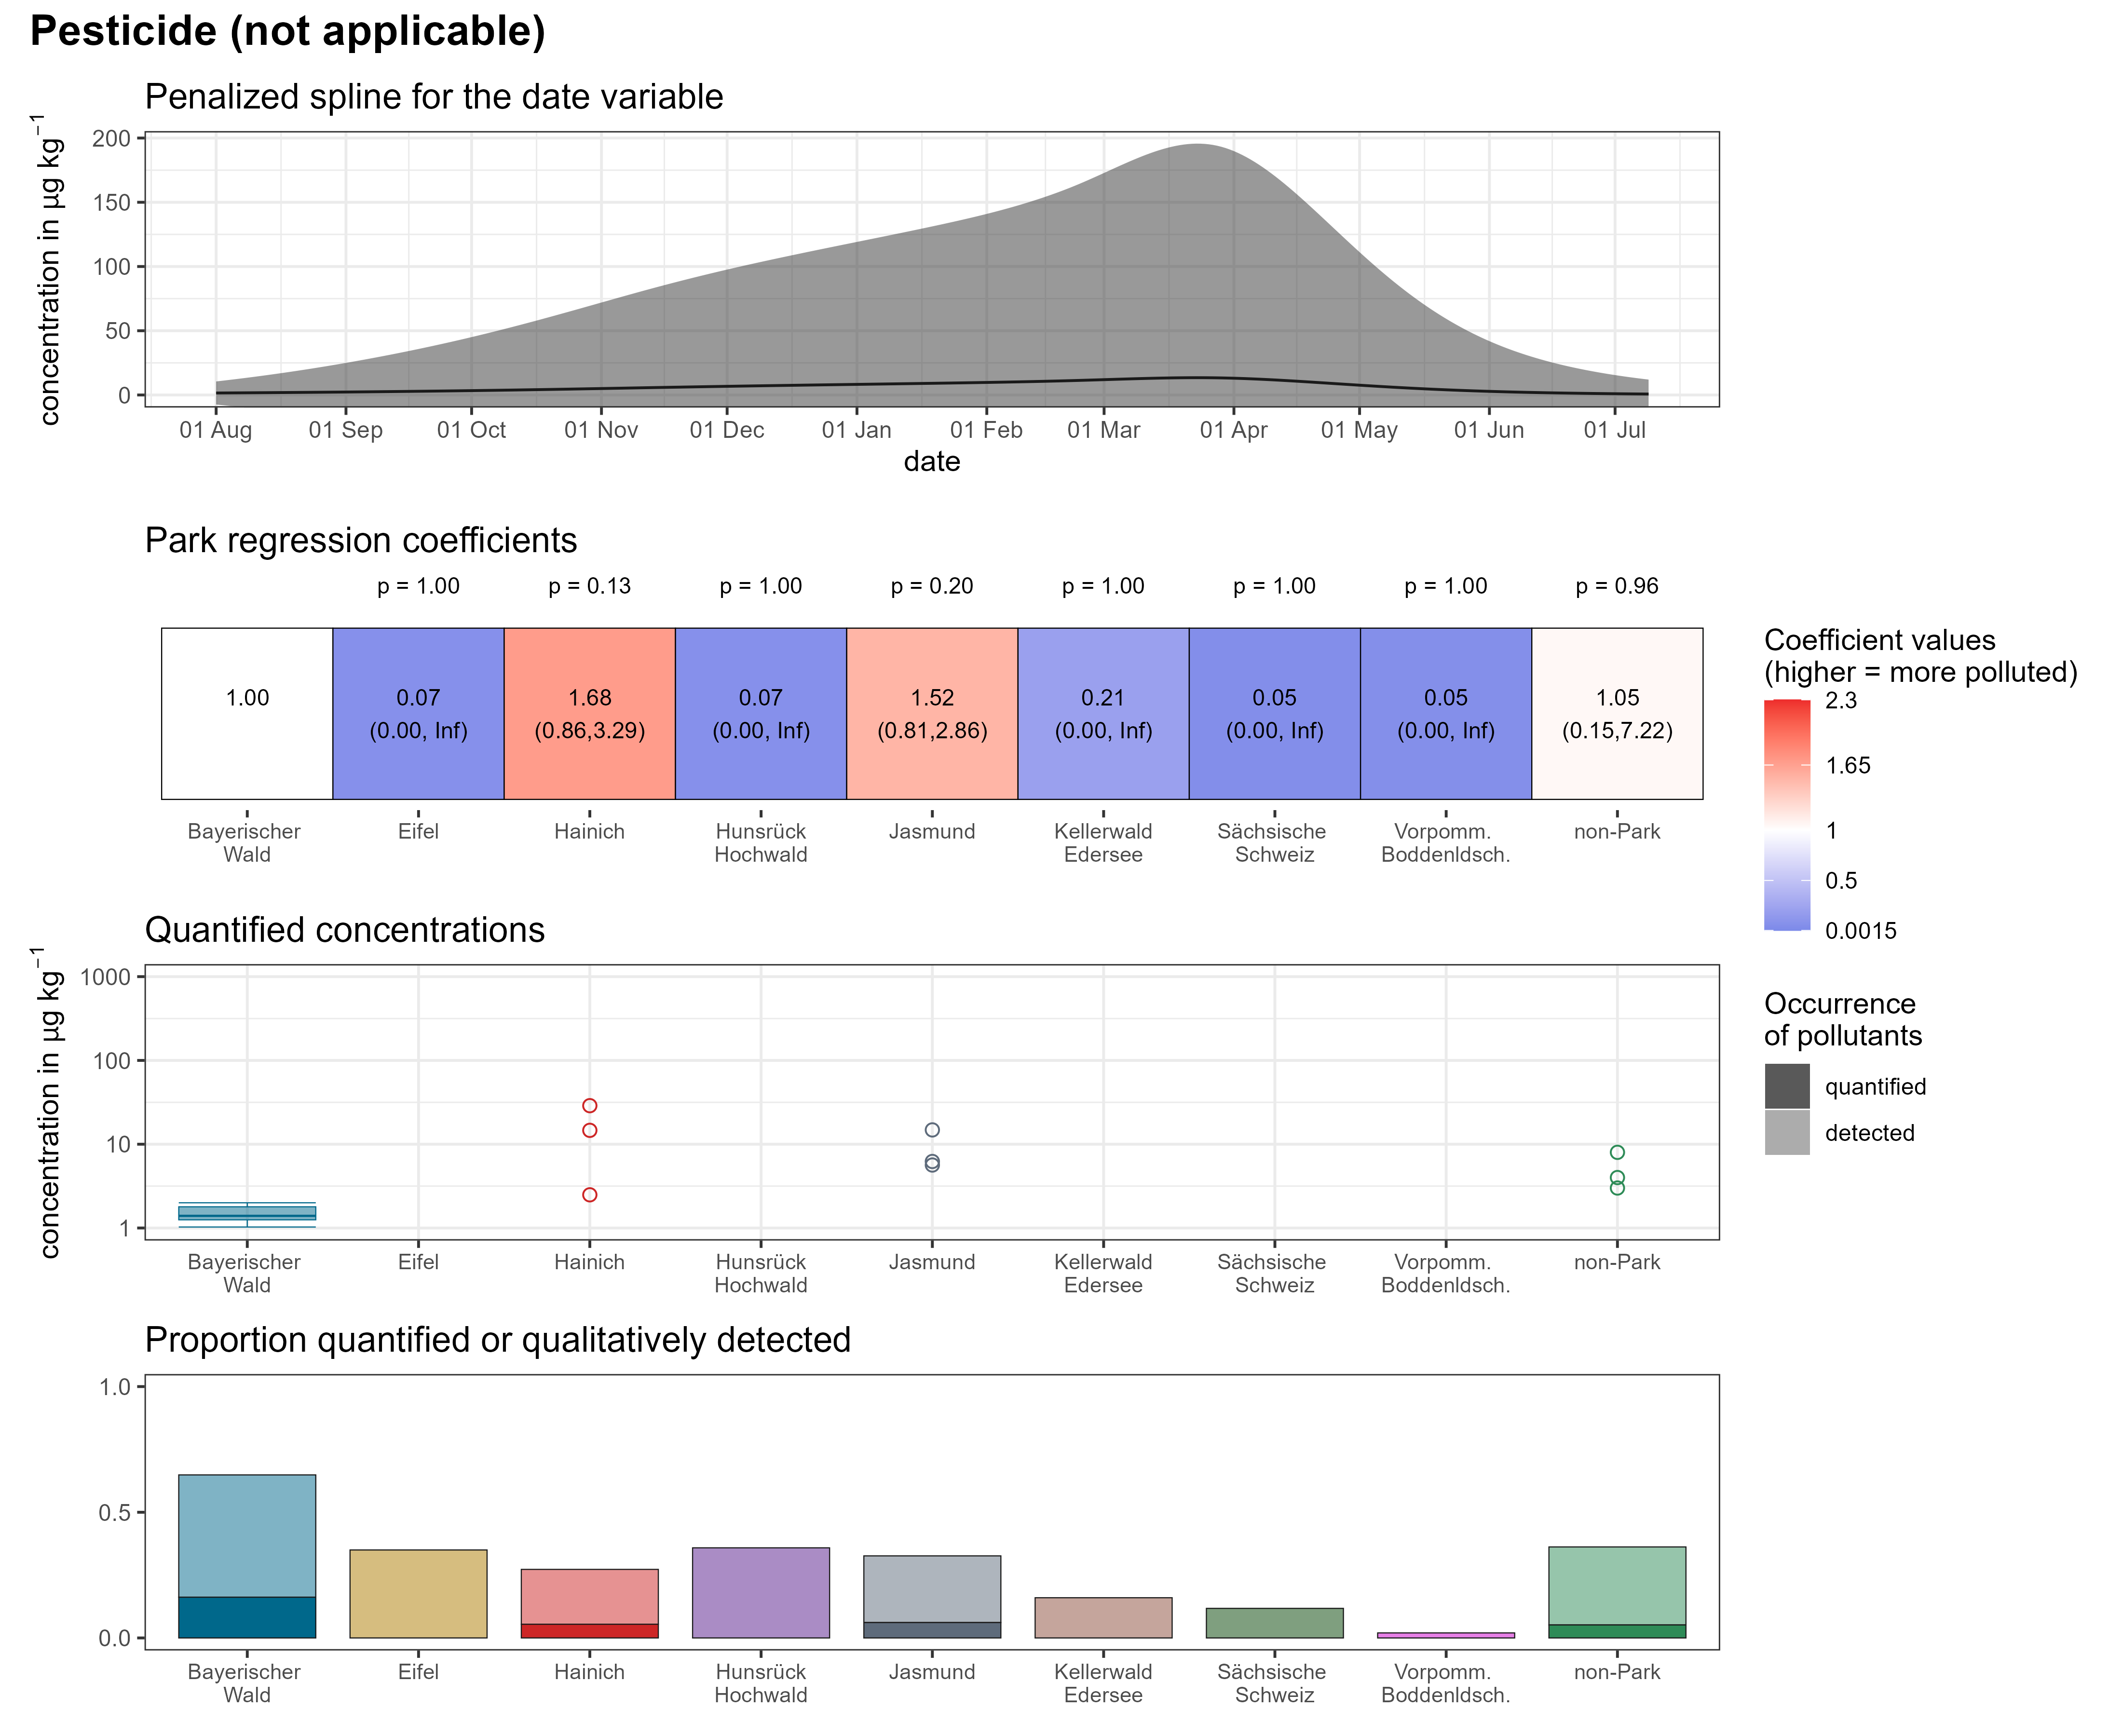 Pesticide (not applicable)
Penalized spline for the date variable
concentration in µg kg⁻¹
200
150
100
50
0
01 Aug 01 Sep 01 Oct 01 Nov 01 Dec 01 Jan 01 Feb 01 Mar 01 Apr 01 May 01 Jun 01 Jul
date
Park regression coefficients
p = 1.00 p = 0.13 p = 1.00 p = 0.20 p = 1.00 p = 1.00 p = 1.00 p = 0.96
1.00 0.07 1.68 0.07 1.52 0.21 0.05 0.05 1.05
(0.00, Inf) (0.86,3.29) (0.00, Inf) (0.81,2.86) (0.00, Inf) (0.00, Inf) (0.00, Inf) (0.15,7.22)
Bayerischer Eifel Hainich Hunsrück Jasmund Kellerwald Sächsische Vorpomm. non-Park
Wald Hochwald Edersee Schweiz Boddenldsch.
Coefficient values
(higher = more polluted)
2.3
1.65
1
0.5
0.0015
Quantified concentrations
concentration in µg kg⁻¹
1000
100
10
1
Bayerischer Eifel Hainich Hunsrück Jasmund Kellerwald Sächsische Vorpomm. non-Park
Wald Hochwald Edersee Schweiz Boddenldsch.
Occurrence
of pollutants
quantified
detected
Proportion quantified or qualitatively detected
1.0
0.5
0.0
Bayerischer Eifel Hainich Hunsrück Jasmund Kellerwald Sächsische Vorpomm. non-Park
Wald Hochwald Edersee Schweiz Boddenldsch.